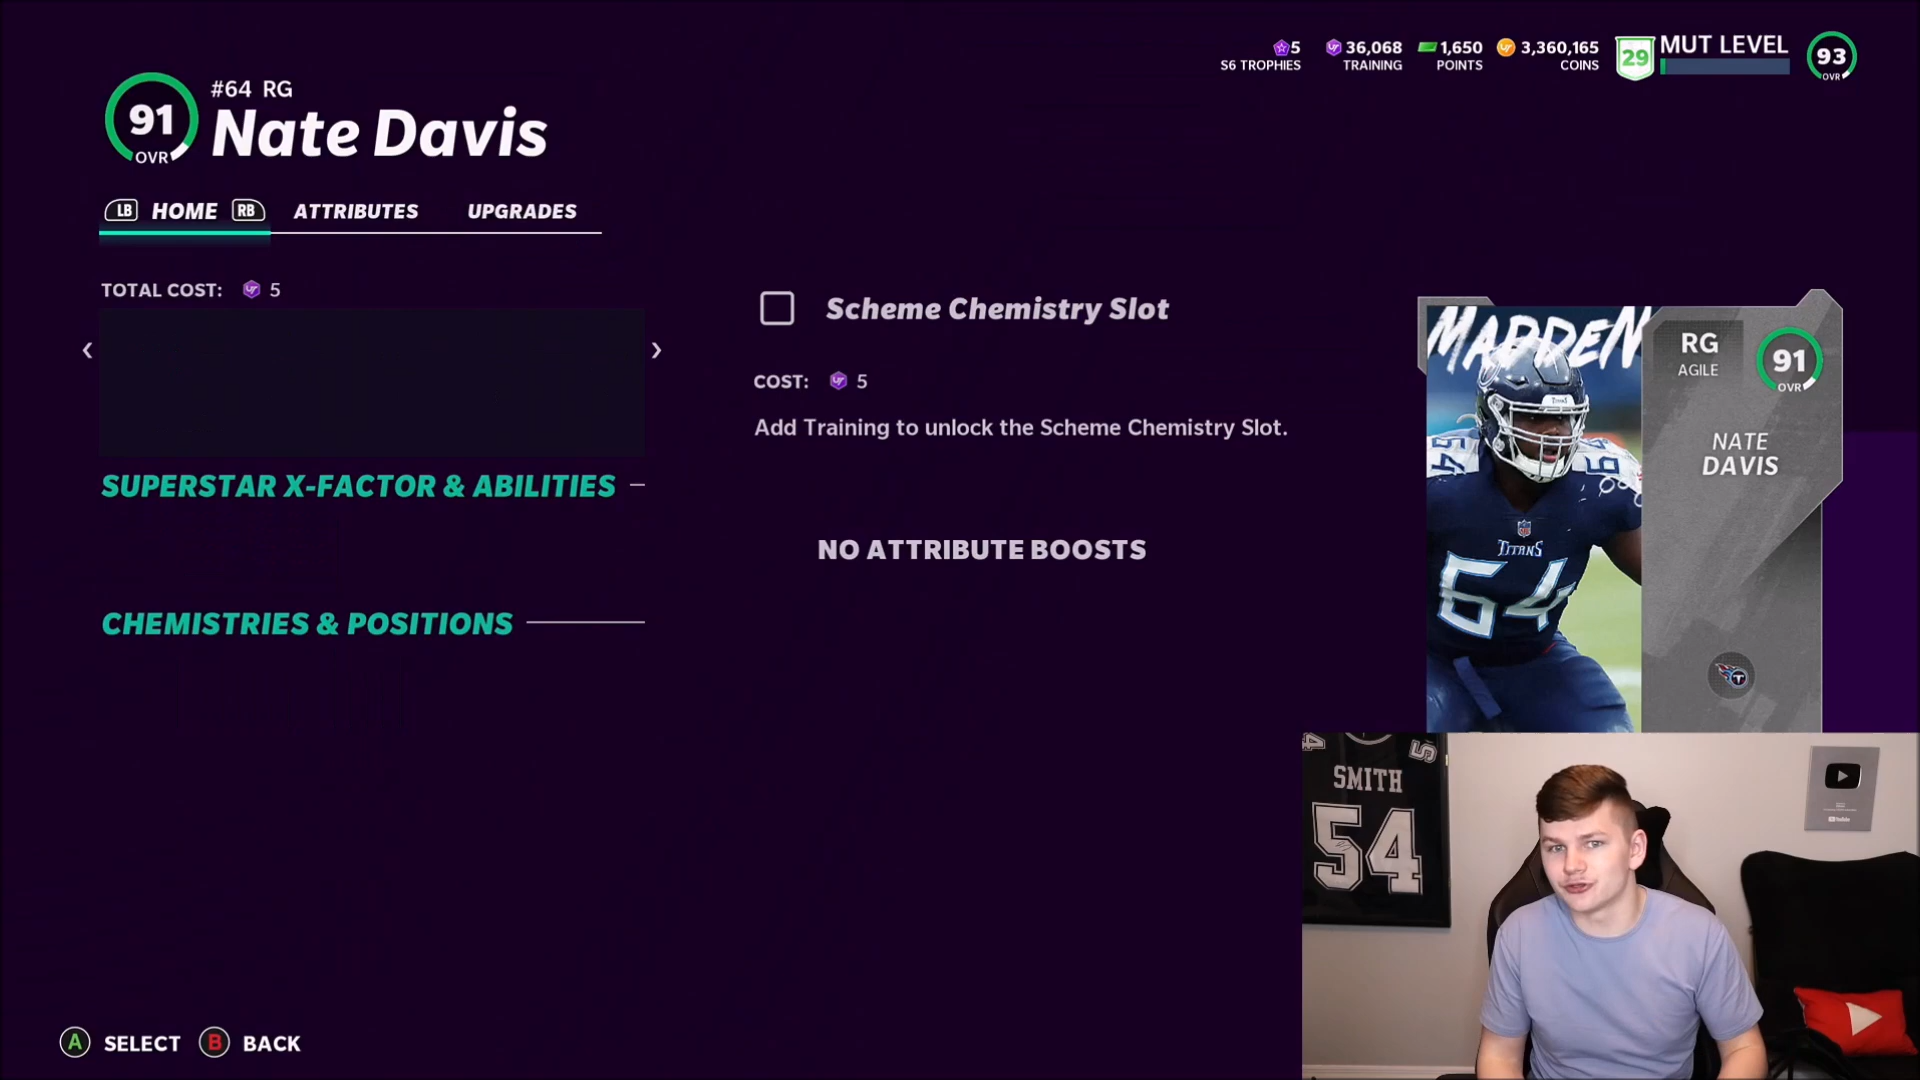 #64 RG
91
OVR
Nate Davis
5
S6 TROPHIES
36,068
TRAINING
1,650
POINTS
3,360,165
COINS
29
MUT LEVEL
93
OVR
LB HOME RB ATTRIBUTES UPGRADES
TOTAL COST: 5
Scheme Chemistry Slot
COST: 5
Add Training to unlock the Scheme Chemistry Slot.
SUPERSTAR X-FACTOR & ABILITIES
NO ATTRIBUTE BOOSTS
CHEMISTRIES & POSITIONS
MADDEN
RG
AGILE
91
OVR
NATE
DAVIS
64
64
TITANS
64
SMITH
54
YouTube
A SELECT B BACK